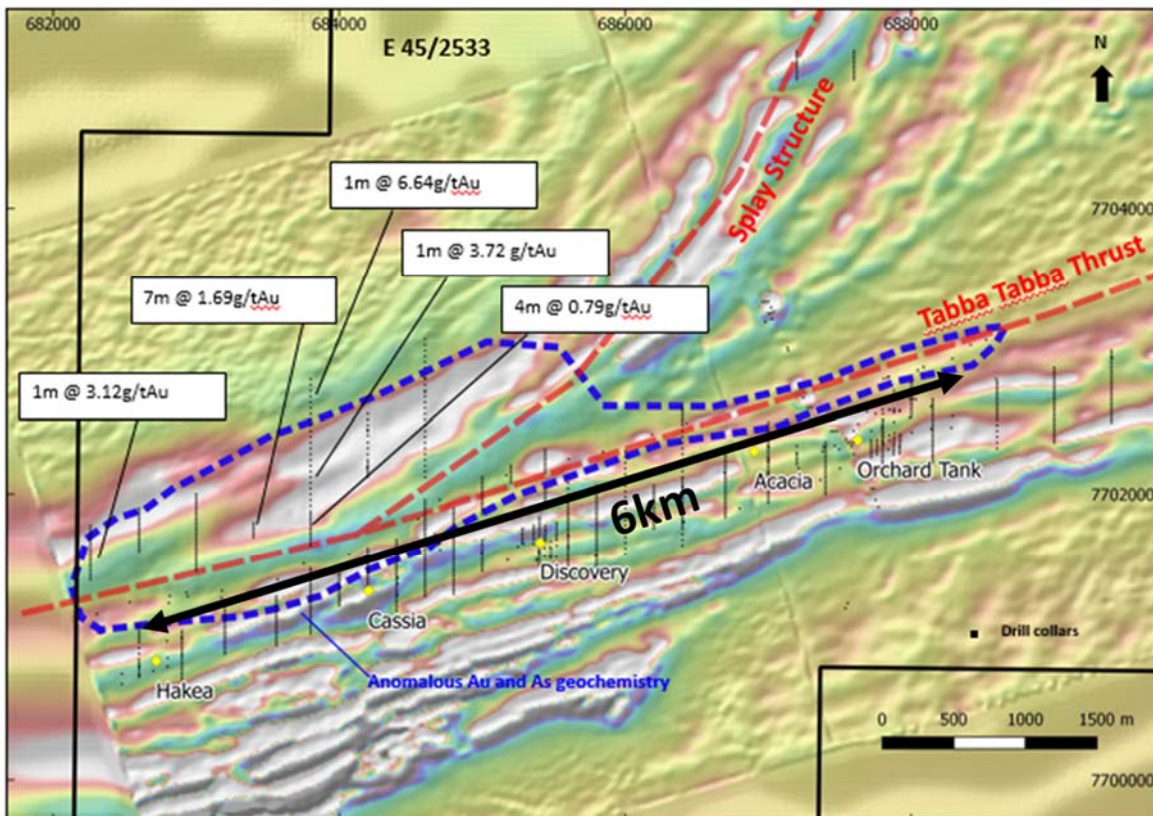 682000
684000
686000
688000
E 45/2533
N
1m @ 6.64g/tAu
7704000
Splay Structure
1m @ 3.72 g/tAu
Tabba Tabba Thrust
7m @ 1.69g/tAu
4m @ 0.79g/tAu
1m @ 3.12g/tAu
Orchard Tank
Acacia
7702000
6km
Discovery
Cassia
Drill collars
Anomalous Au and As geochemistry
Hakea
0 500 1000 1500 m
7700000